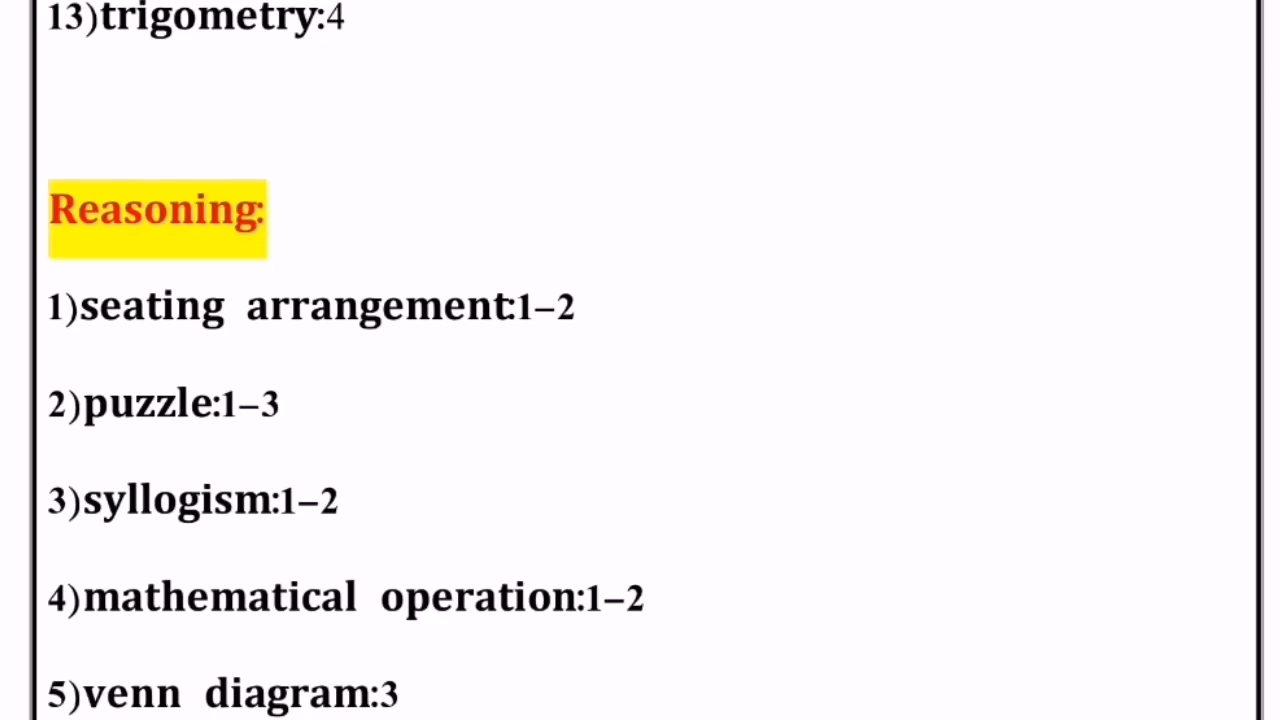 13)trigometry:4
Reasoning:
1)seating arrangement:1–2
2)puzzle:1–3
3)syllogism:1–2
4)mathematical operation:1–2
5)venn diagram:3